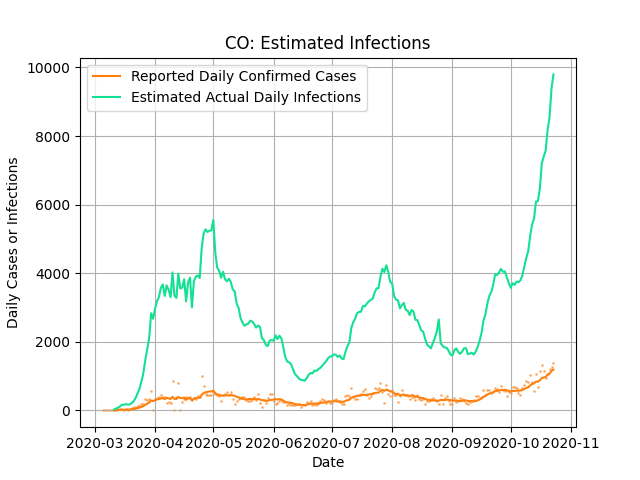 CO: Estimated Infections
Reported Daily Confirmed Cases
Estimated Actual Daily Infections
Daily Cases or Infections
10000
8000
6000
4000
2000
0
2020-03 2020-04 2020-05 2020-06 2020-07 2020-08 2020-09 2020-10 2020-11
Date